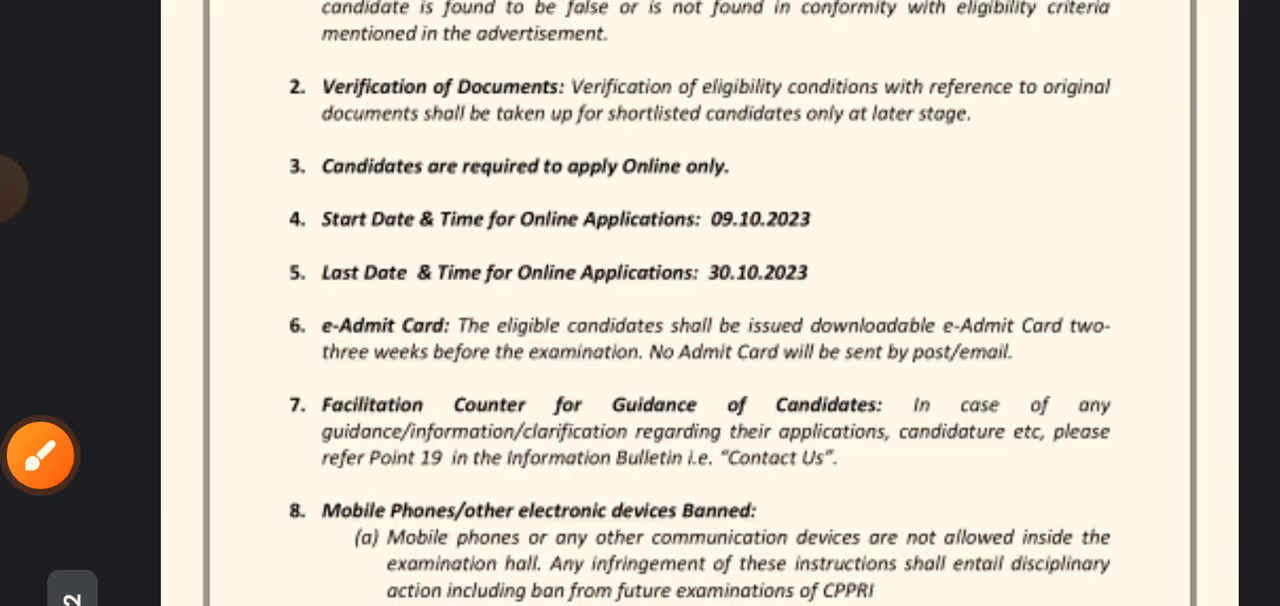 candidate is found to be false or is not found in conformity with eligibility criteria
mentioned in the advertisement.
2. Verification of Documents: Verification of eligibility conditions with reference to original
documents shall be taken up for shortlisted candidates only at later stage.
3. Candidates are required to apply Online only.
4. Start Date & Time for Online Applications: 09.10.2023
5. Last Date & Time for Online Applications: 30.10.2023
6. e-Admit Card: The eligible candidates shall be issued downloadable e-Admit Card two-
three weeks before the examination. No Admit Card will be sent by post/email.
7. Facilitation Counter for Guidance of Candidates: In case of any
guidance/information/clarification regarding their applications, candidature etc, please
refer Point 19 in the Information Bulletin i.e. “Contact Us”.
8. Mobile Phones/other electronic devices Banned:
(a) Mobile phones or any other communication devices are not allowed inside the
examination hall. Any infringement of these instructions shall entail disciplinary
action including ban from future examinations of CPPRI
2